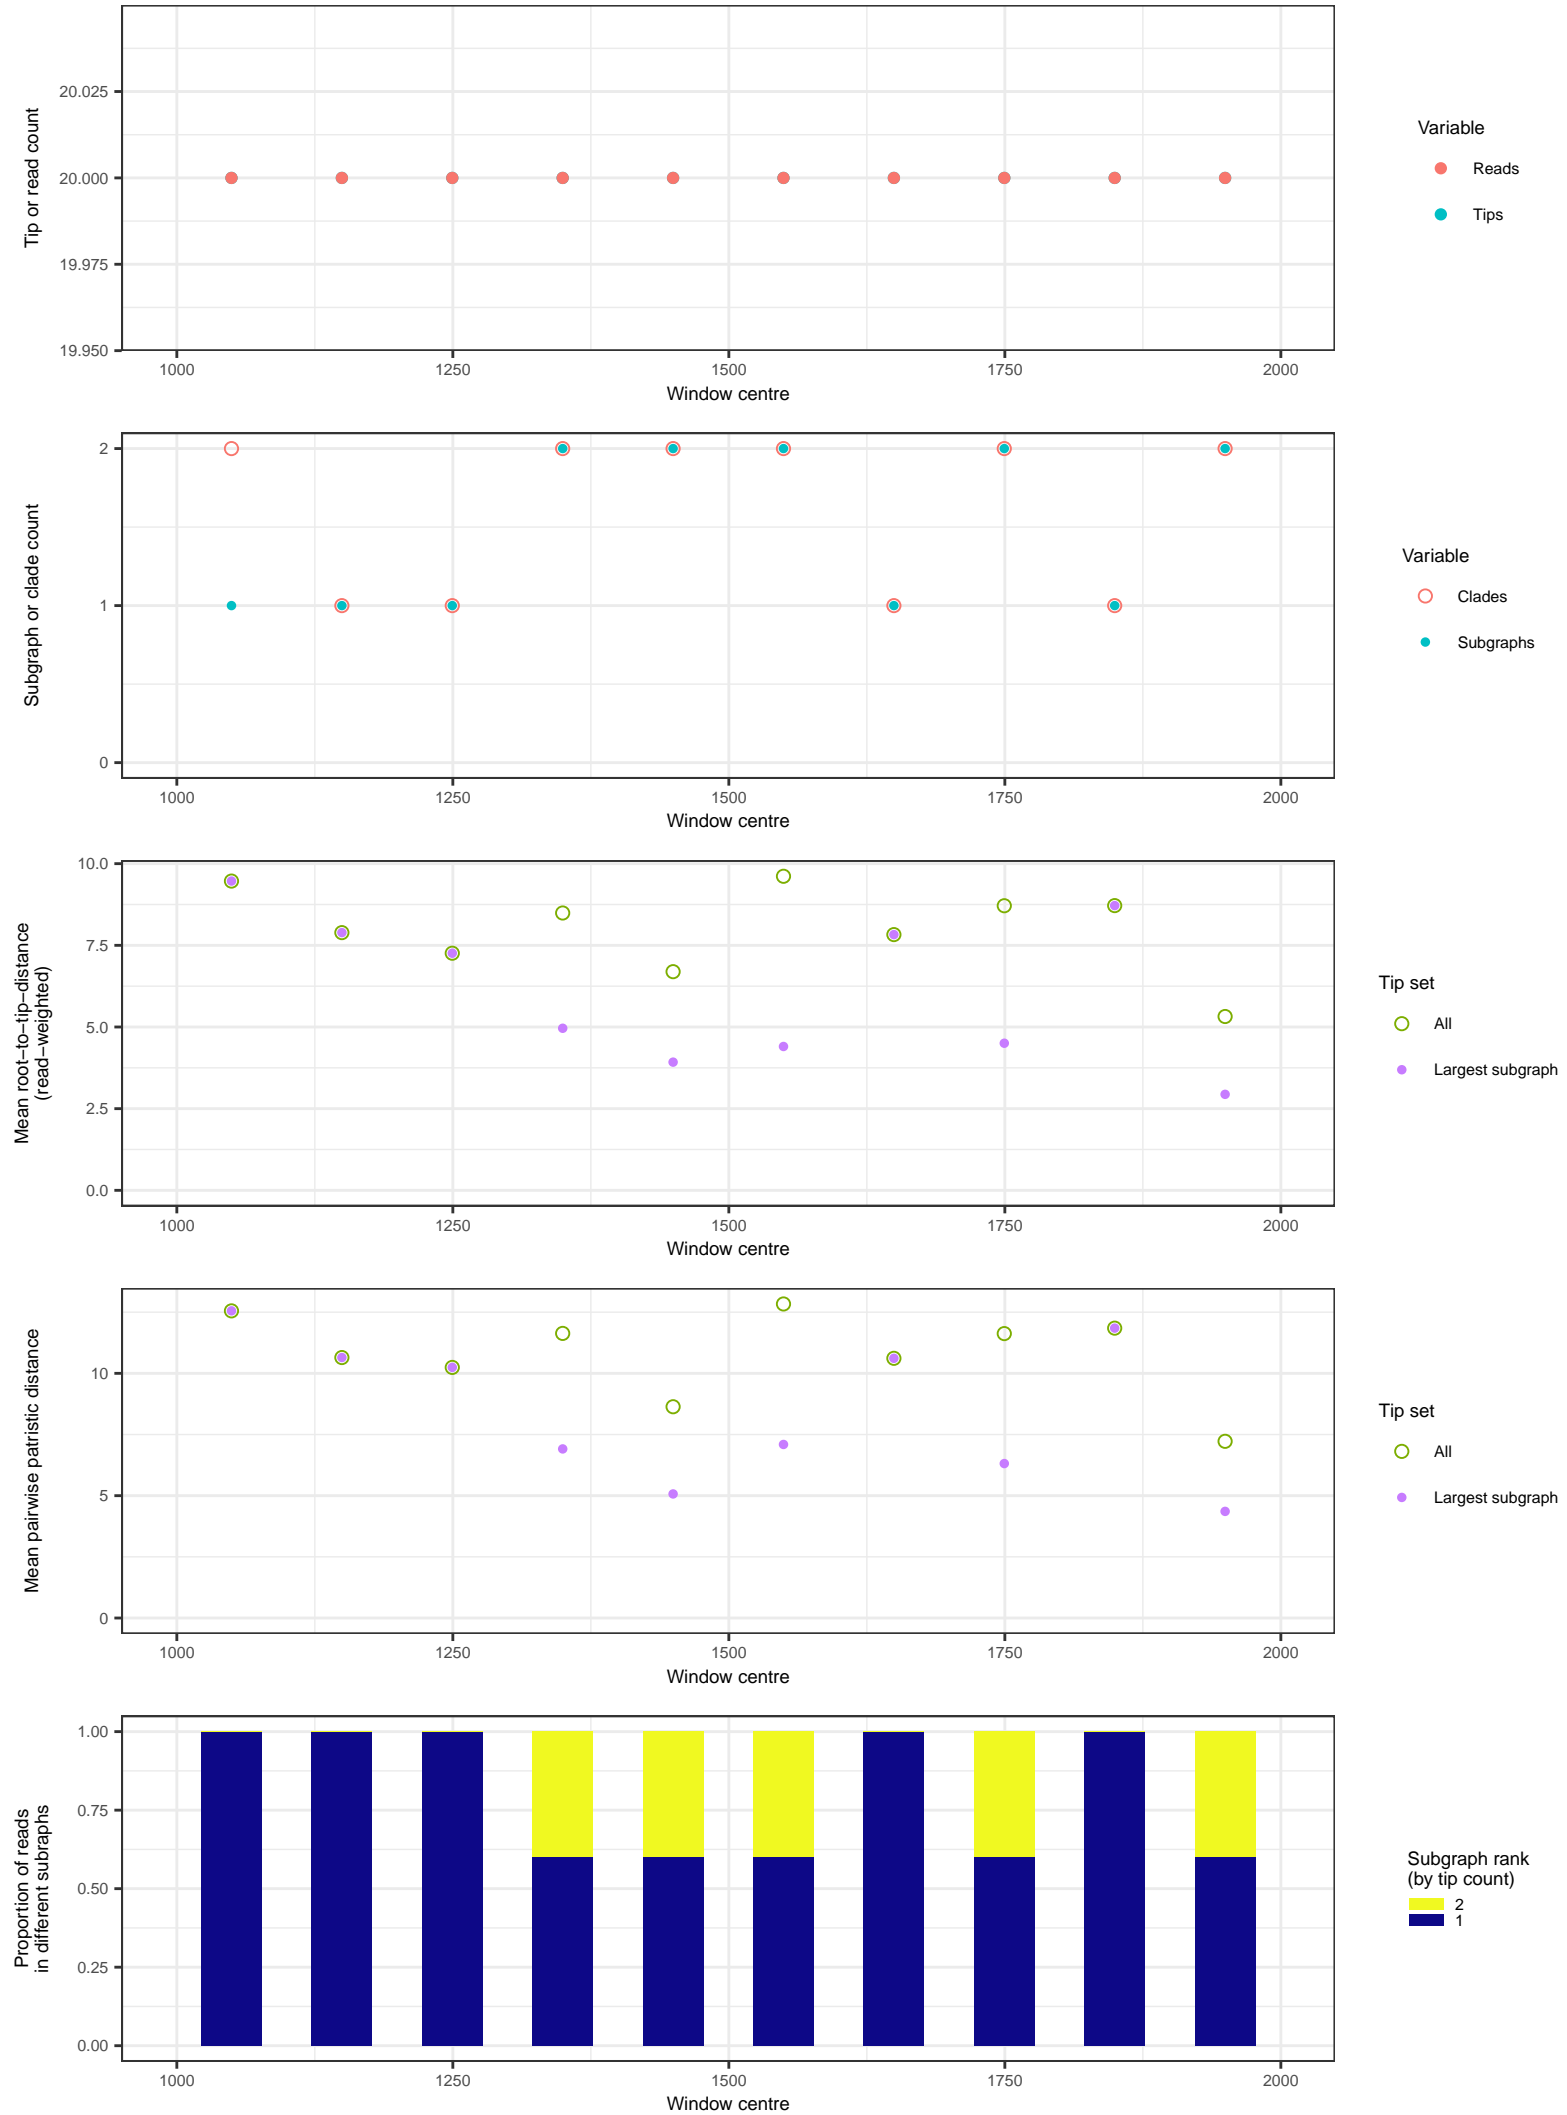 20.025
20.000
19.975
19.950
Tip or read count
1000 1250 1500 1750 2000
Window centre
Variable
Reads
Tips
2
1
0
Subgraph or clade count
1000 1250 1500 1750 2000
Window centre
Variable
Clades
Subgraphs
10.0
7.5
5.0
2.5
0.0
Mean root−to−tip−distance
(read−weighted)
1000 1250 1500 1750 2000
Window centre
Tip set
All
Largest subgraph
10
5
0
Mean pairwise patristic distance
1000 1250 1500 1750 2000
Window centre
Tip set
All
Largest subgraph
1.00
0.75
0.50
0.25
0.00
Proportion of reads
in different subraphs
1000 1250 1500 1750 2000
Window centre
Subgraph rank
(by tip count)
2
1